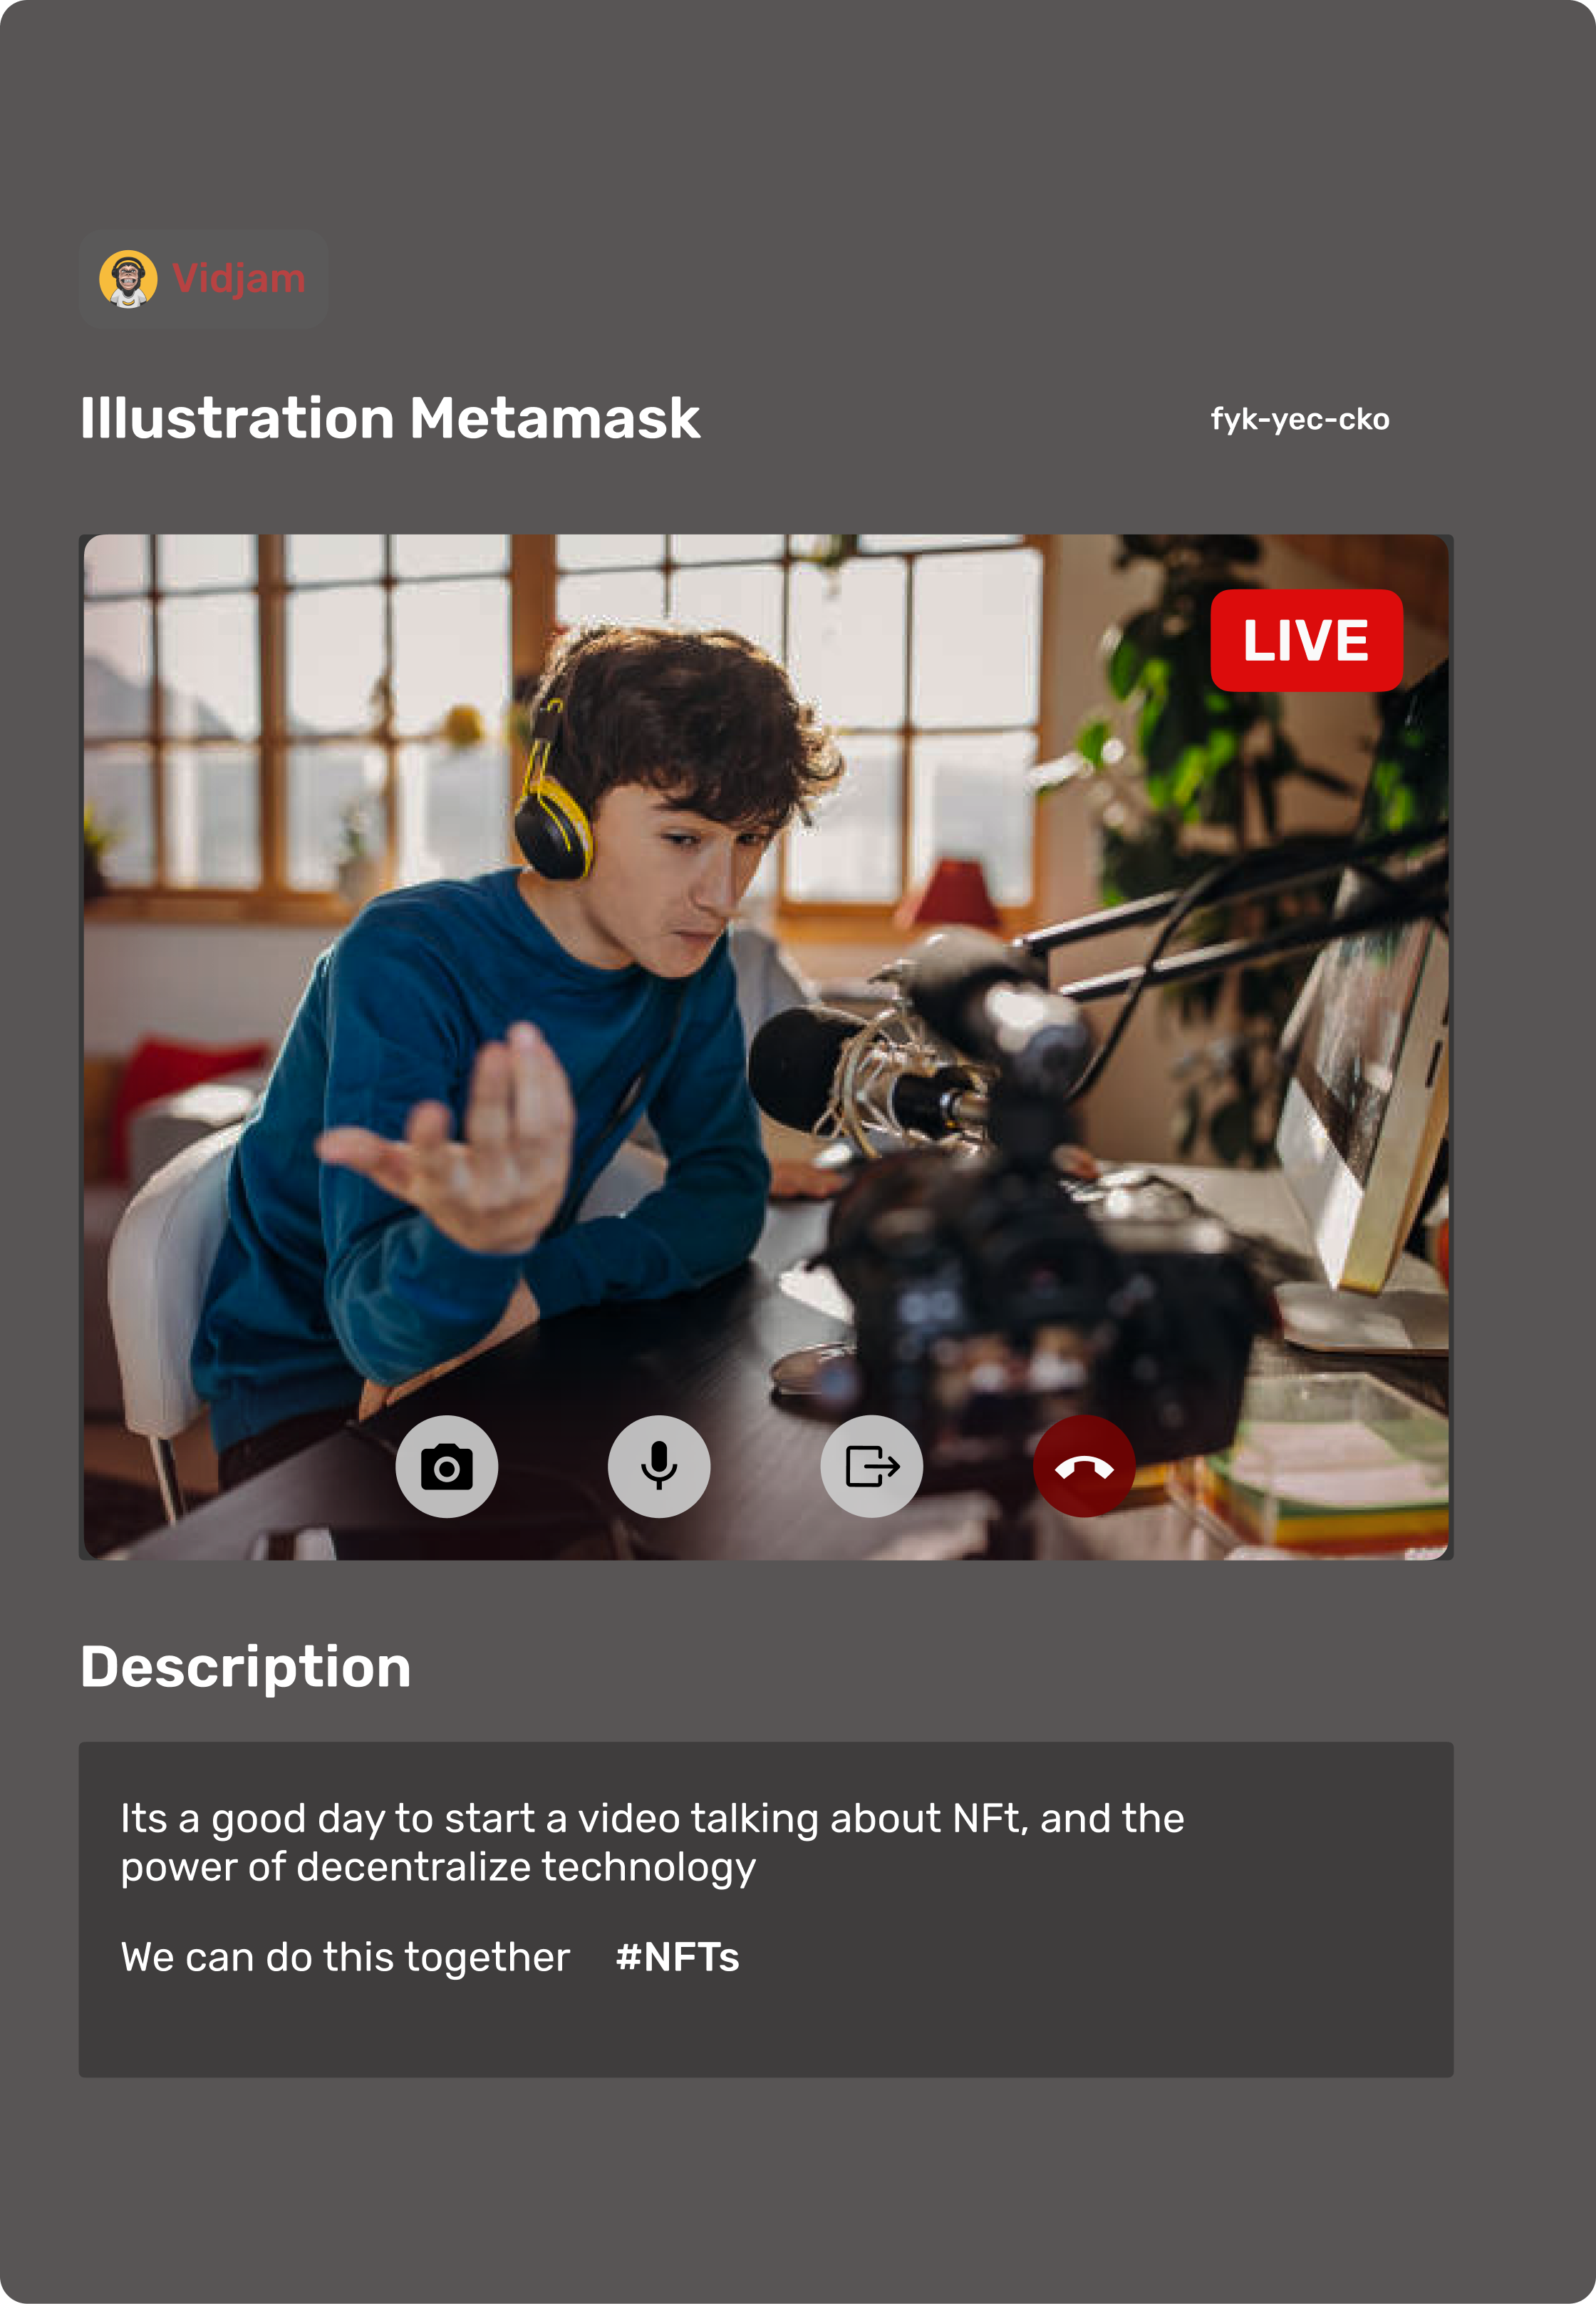 Vidjam
Illustration Metamask
fyk-yec-cko
LIVE
Description
Its a good day to start a video talking about NFt, and the
power of decentralize technology
We can do this together #NFTs